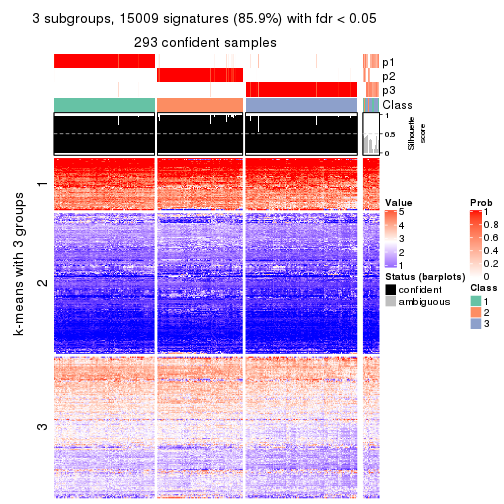 3 subgroups, 15009 signatures (85.9%) with fdr < 0.05
293 confident samples
p1
p2
p3
Class
1
0.5
0
Silhouette
score
k-means with 3 groups
1
2
3
Value
5
4
3
2
1
Status (barplots)
confident
ambiguous
Prob
1
0.8
0.6
0.4
0.2
0
Class
1
2
3